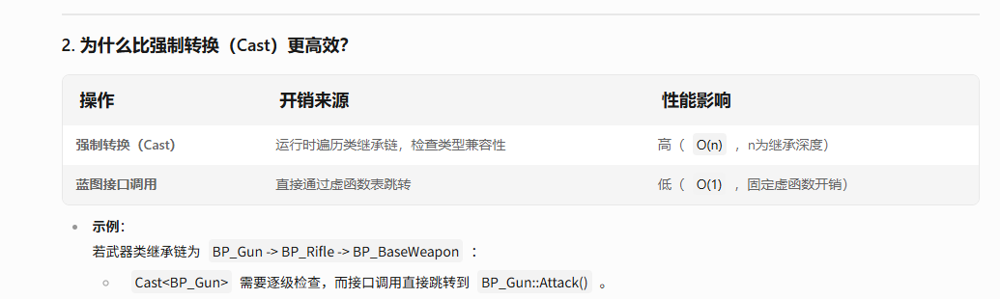 2. 为什么比强制转换（Cast）更高效？
操作 开销来源 性能影响
强制转换（Cast） 运行时遍历类继承链，检查类型兼容性 高（ O(n) ，n为继承深度）
蓝图接口调用 直接通过虚函数表跳转 低（ O(1) ，固定虚函数开销）
示例：
若武器类继承链为 BP_Gun -> BP_Rifle -> BP_BaseWeapon ：
Cast<BP_Gun> 需要逐级检查，而接口调用直接跳转到 BP_Gun::Attack() 。